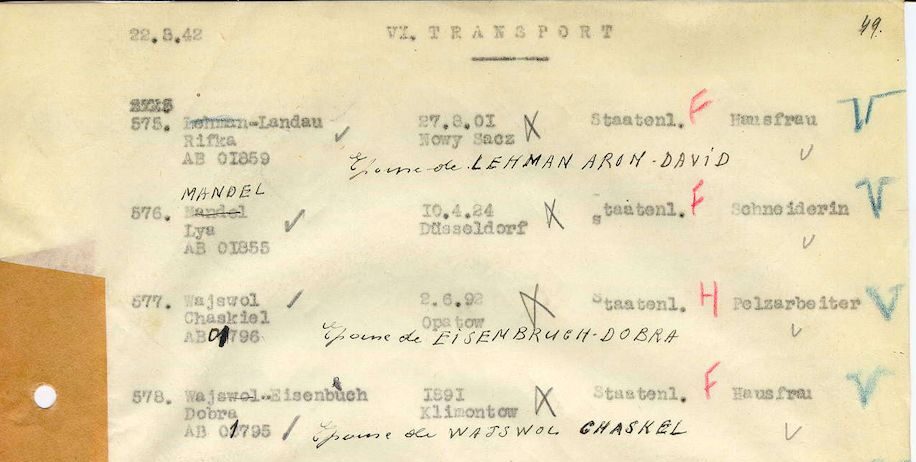 22.8.42 VI. TRANSPORT 49.
575. Lehman-Landau 27.8.01 Staatenl. F Hausfrau V
Rifka Nowy Sacz
AB 01859 Epouse de LEHMAN ARON-DAVID
MANDEL
576. Mandel 10.4.24 staatenl. F Schneiderin V
Lya Düsseldorf
AB 01855
577. Wajswol 2.6.92 staatenl. H Pelzarbeiter V
Chaskiel Opatow
AB 01796 Epouse de EISENBRUCH-DOBRA
578. Wajswol-Eisenbuch 1891 Staatenl. F Hausfrau V
Dobra Klimontow
AB 01795 Epouse de WAJSWOL CHASKEL